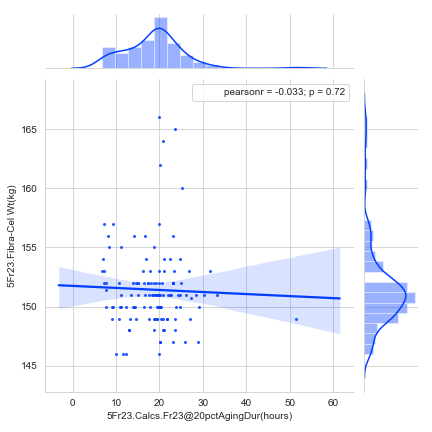 pearsonr = -0.033; p = 0.72
165
160
155
150
145
5Fr23.Fibra-Cel Wt(kg)
0 10 20 30 40 50 60
5Fr23.Calcs.Fr23@20pctAgingDur(hours)